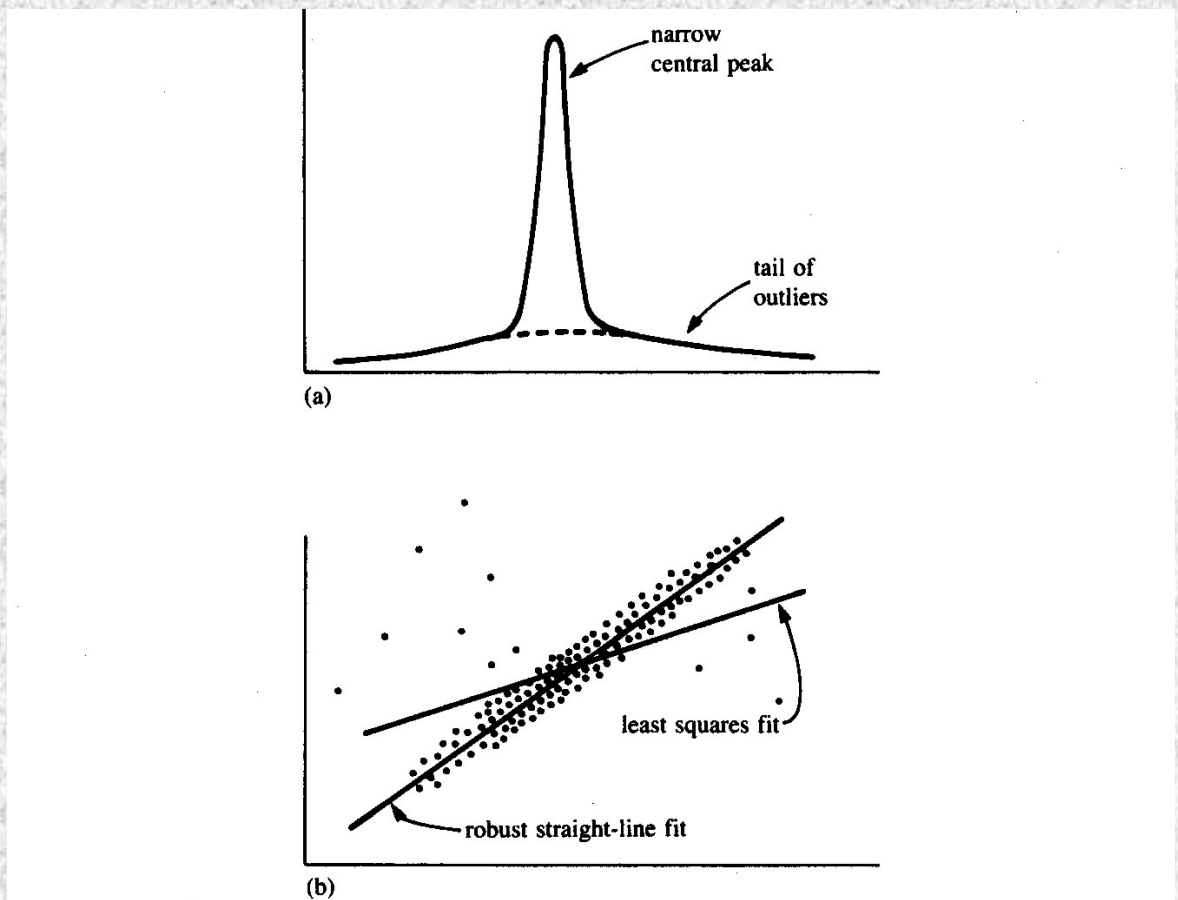 narrow
central peak
tail of
outliers
(a)
least squares fit
robust straight-line fit
(b)